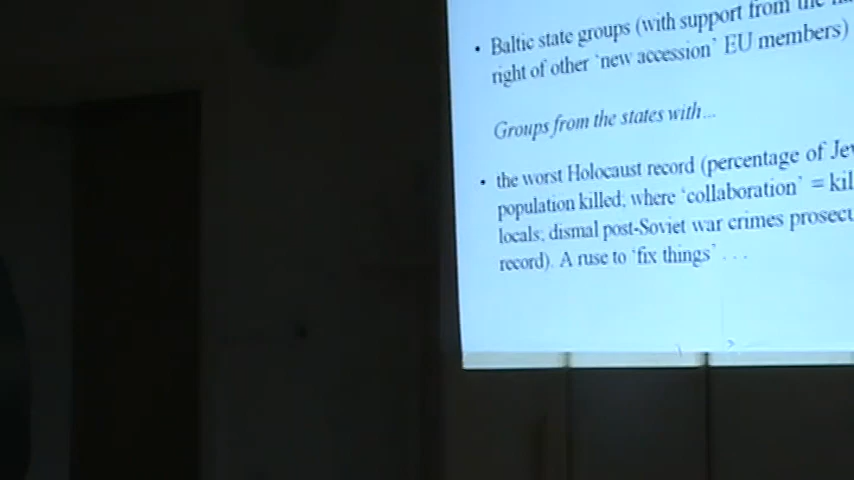 • Baltic state groups (with support from the
right of other ‘new accession’ EU members)
Groups from the states with...
• the worst Holocaust record (percentage of
population killed; where ‘collaboration’ =
locals; dismal post-Soviet war crimes
record). A ruse to ‘fix things’ . . .